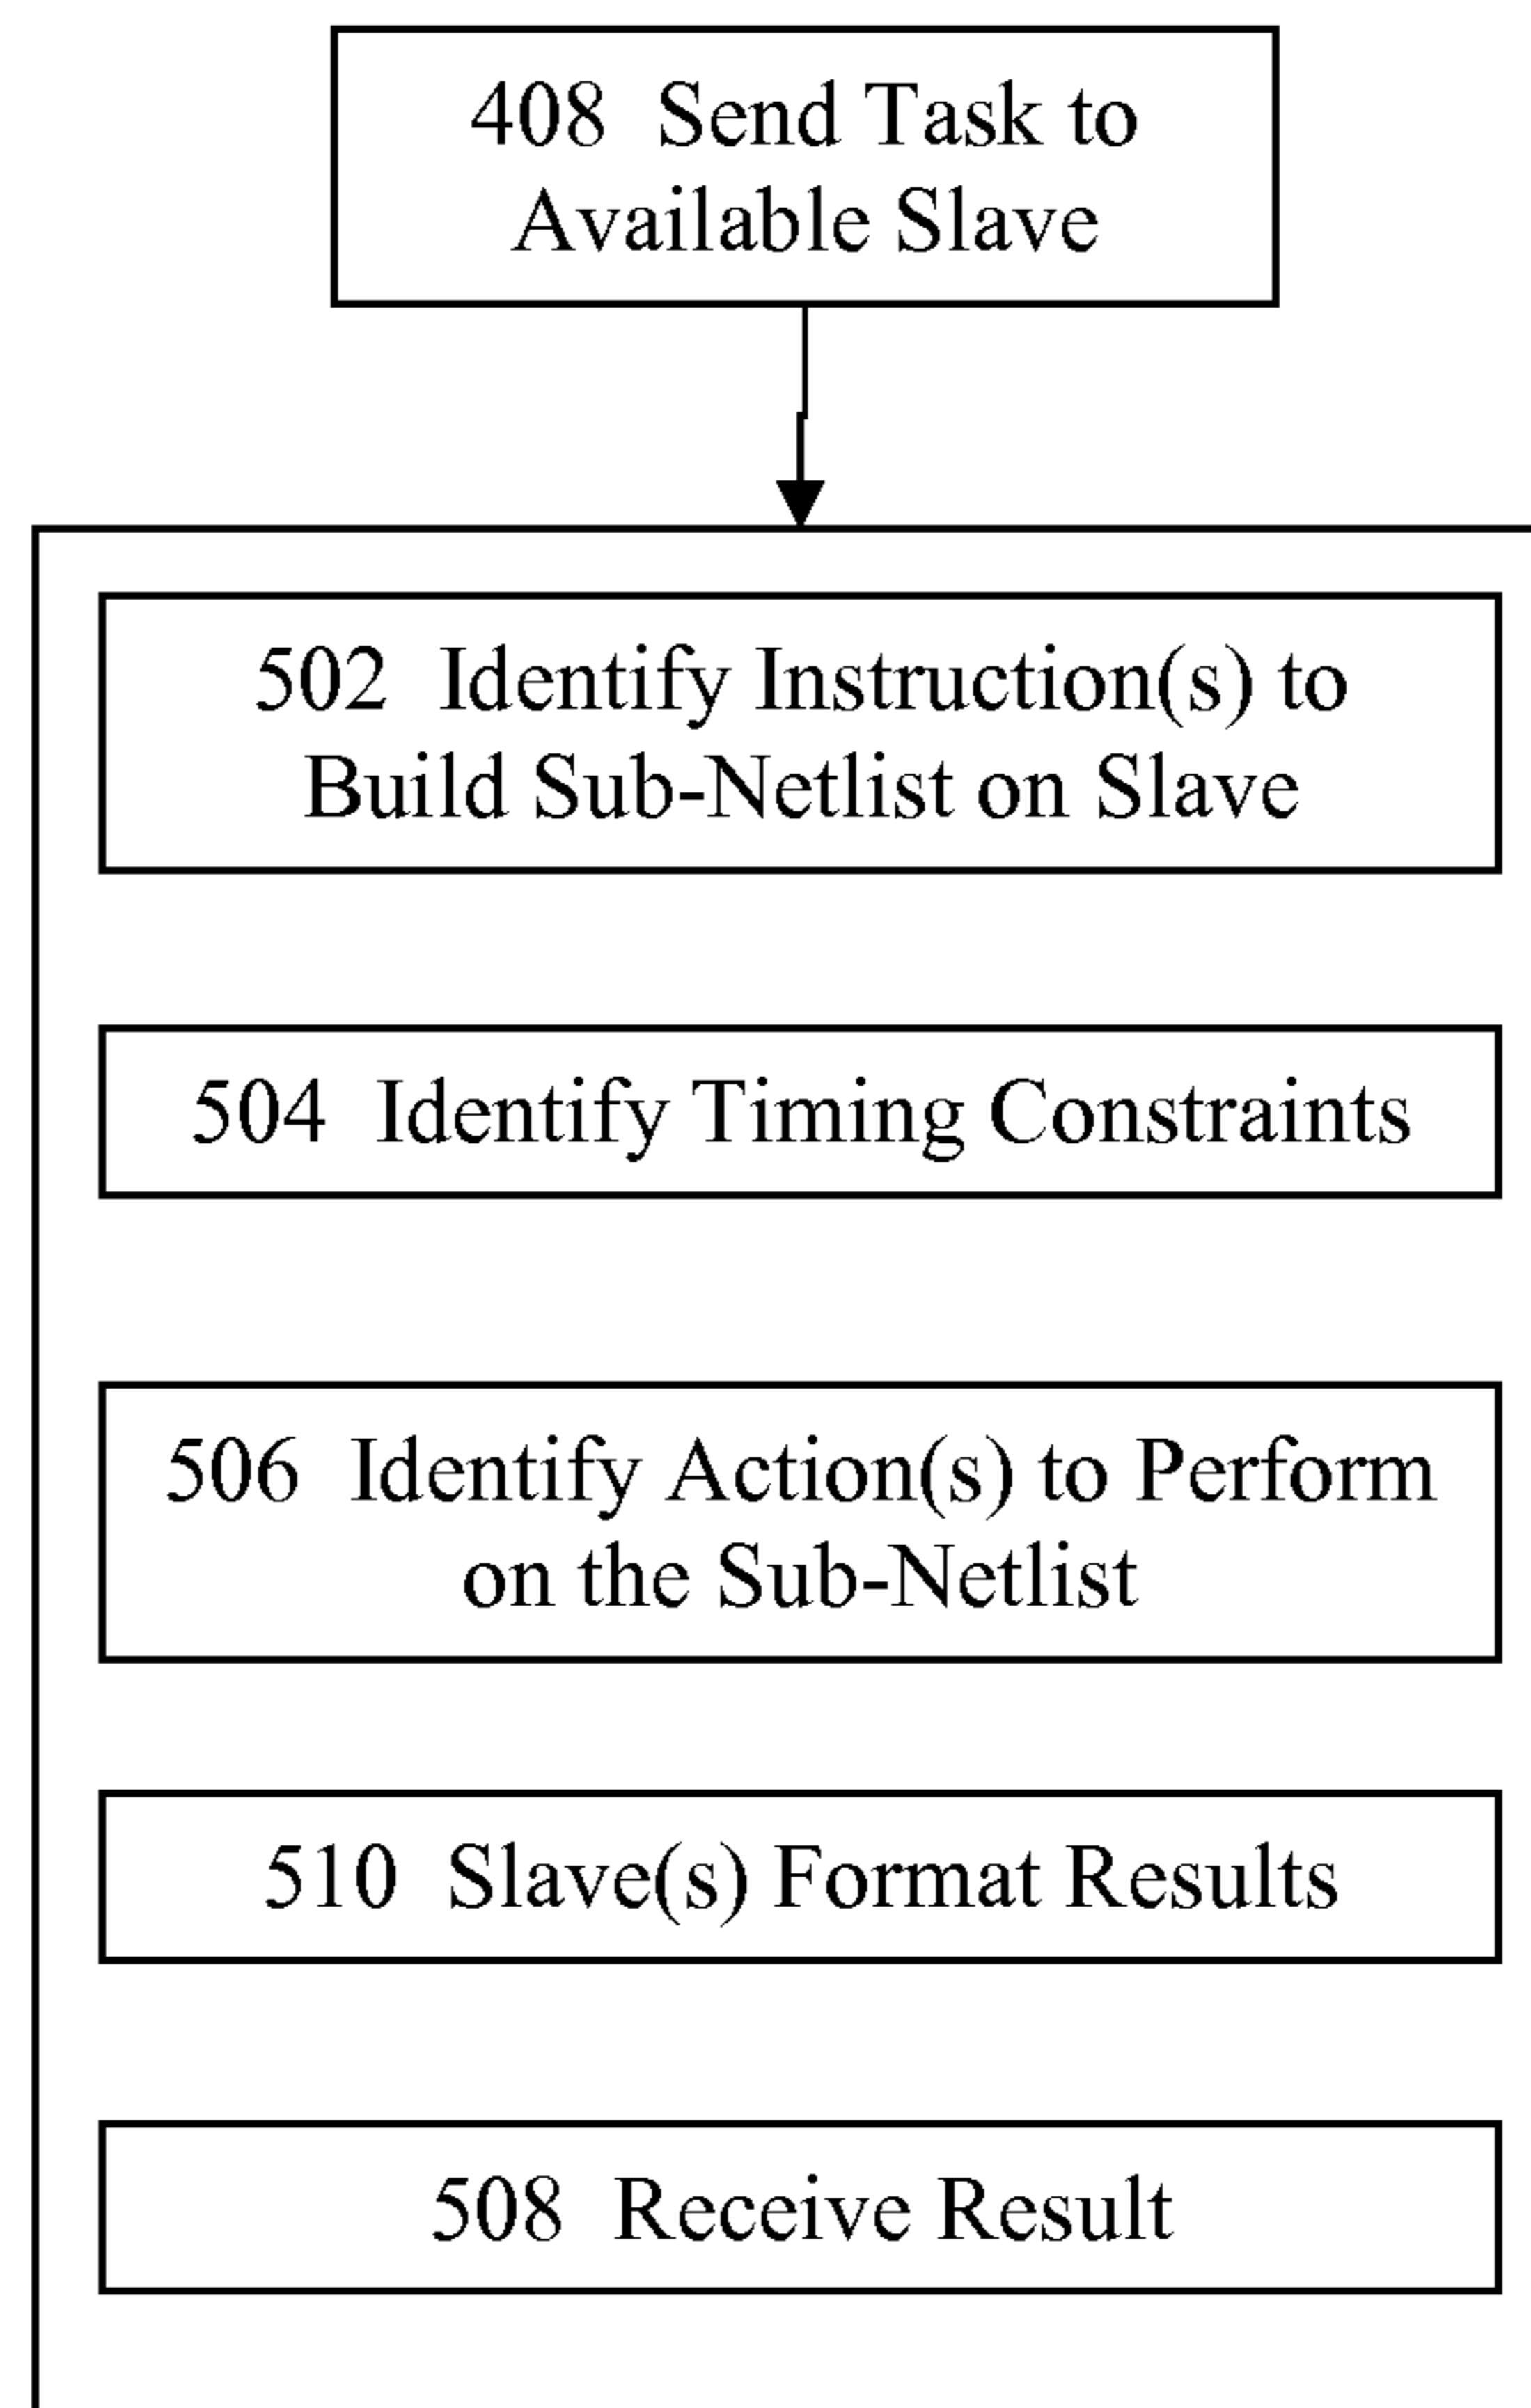 408 Send Task to
Available Slave
502 Identify Instruction(s) to
Build Sub-Netlist on Slave
504 Identify Timing Constraints
506 Identify Action(s) to Perform
on the Sub-Netlist
510 Slave(s) Format Results
508 Receive Result